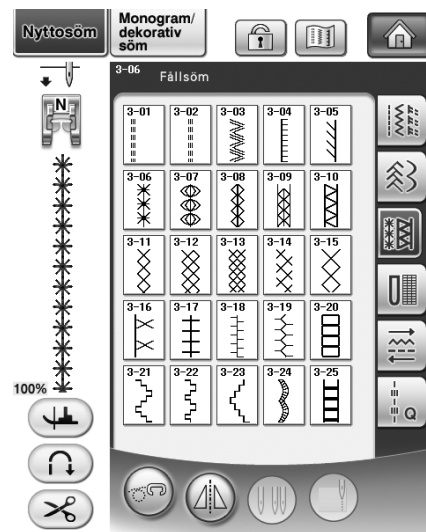 Nyttosöm
Monogram/
dekorativ
söm
3-06
Fållsöm
N
3-01 3-02 3-03 3-04 3-05
3-06 3-07 3-08 3-09 3-10
3-11 3-12 3-13 3-14 3-15
3-16 3-17 3-18 3-19 3-20
3-21 3-22 3-23 3-24 3-25
100%
Q